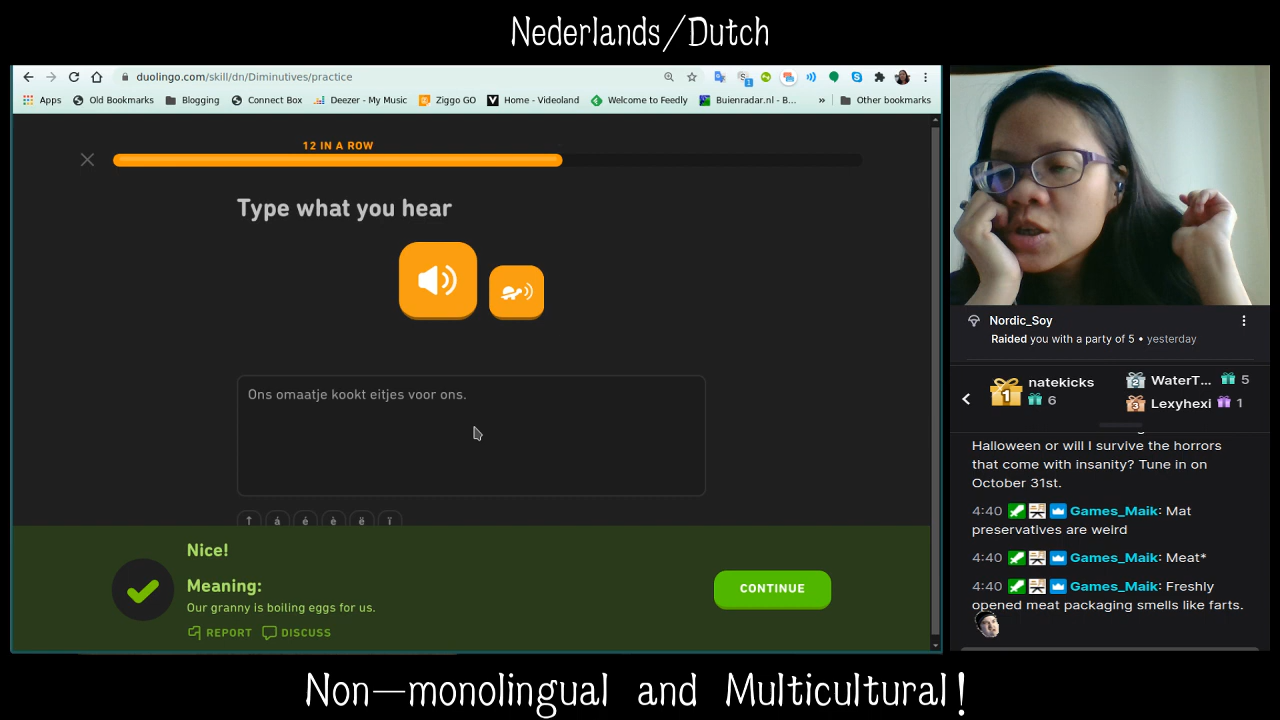 Nederlands/Dutch
duolingo.com/skill/dn/Diminutives/practice
Apps Old Bookmarks Blogging Connect Box Deezer - My Music Ziggo GO Home - Videoland Welcome to Feedly Buienradar.nl - B... » Other bookmarks
12 IN A ROW
Type what you hear
Ons omaatje kookt eitjes voor ons.
↑ á é è ë ï
Nice!
Meaning:
Our granny is boiling eggs for us.
REPORT DISCUSS
CONTINUE
Nordic_Soy
Raided you with a party of 5 • yesterday
1 natekicks 6
2 WaterT... 5
3 Lexyhexi 1
Halloween or will I survive the horrors
that come with insanity? Tune in on
October 31st.
4:40 Games_Maik: Mat
preservatives are weird
4:40 Games_Maik: Meat*
4:40 Games_Maik: Freshly
opened meat packaging smells like farts.
Non-monolingual and Multicultural!